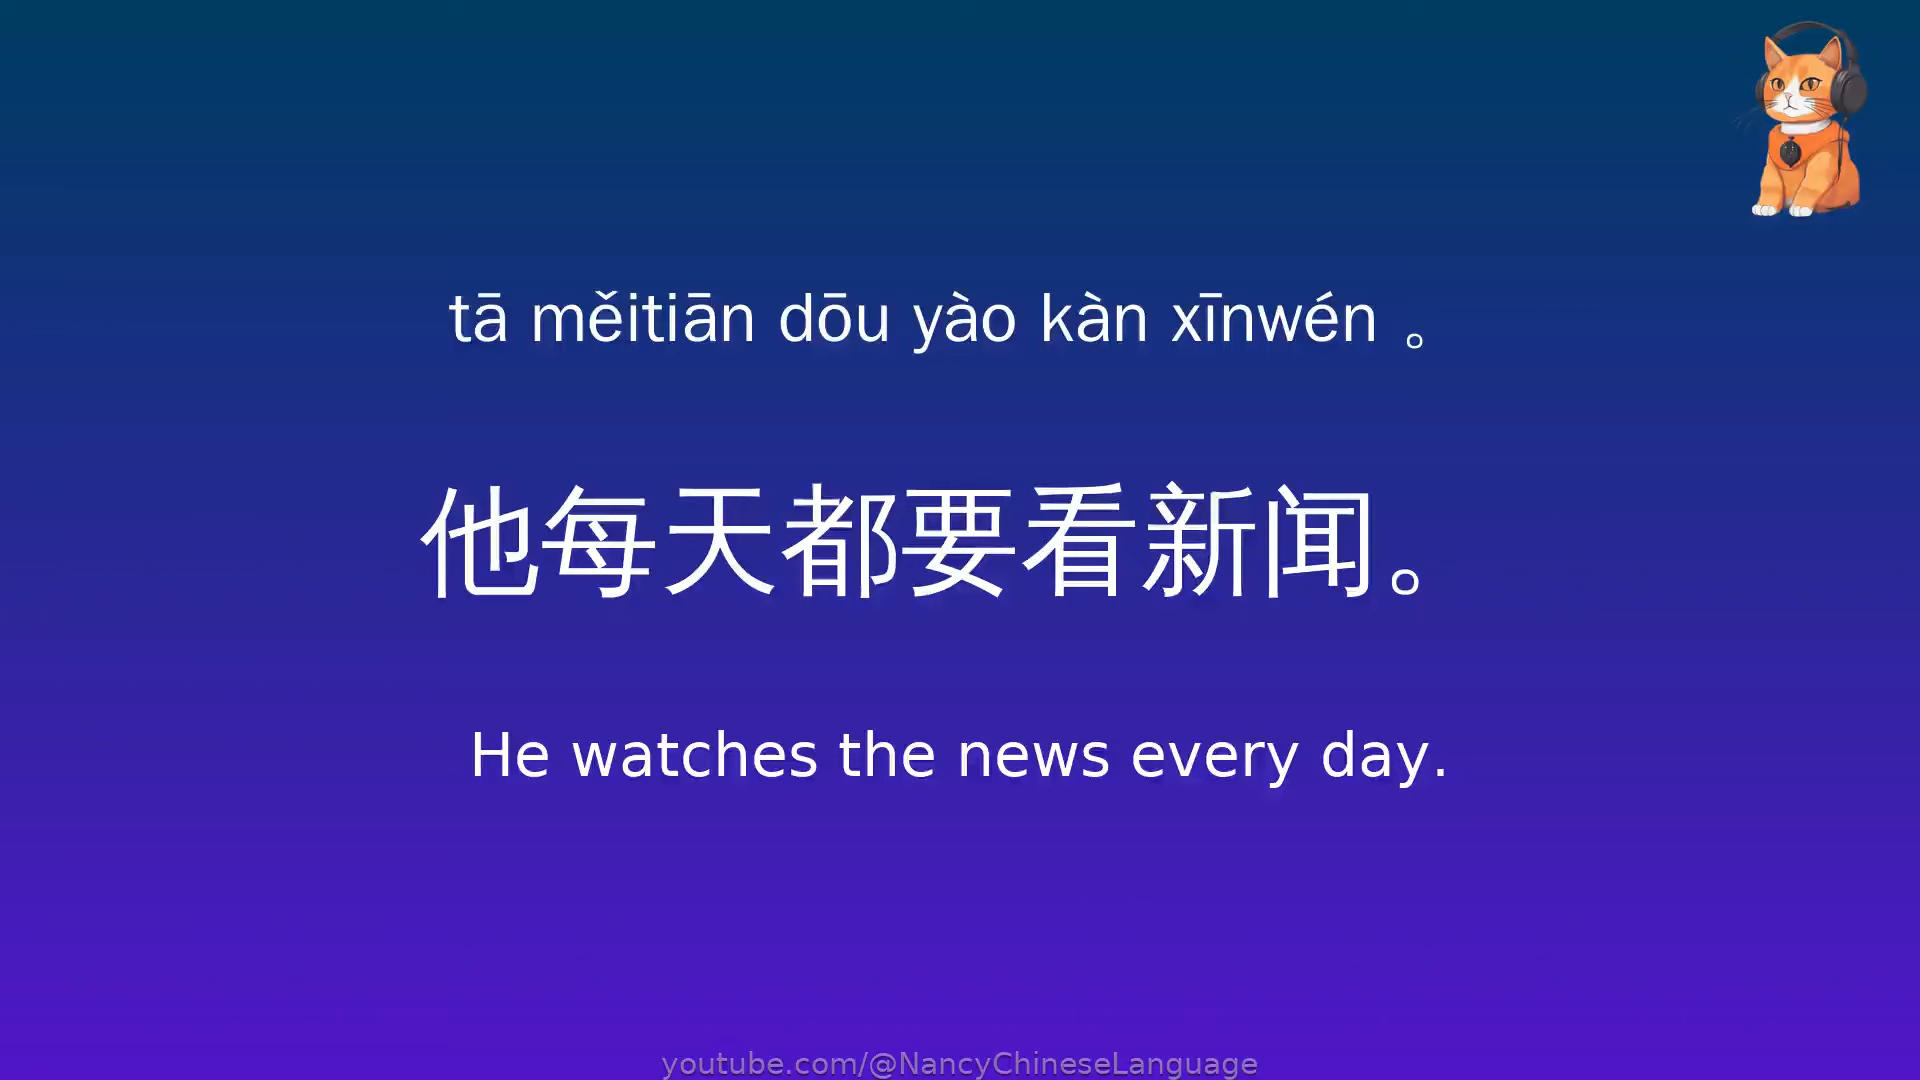 tā měitiān dōu yào kàn xīnwén 。
他每天都要看新闻。
He watches the news every day.
youtube.com/@NancyChineseLanguage